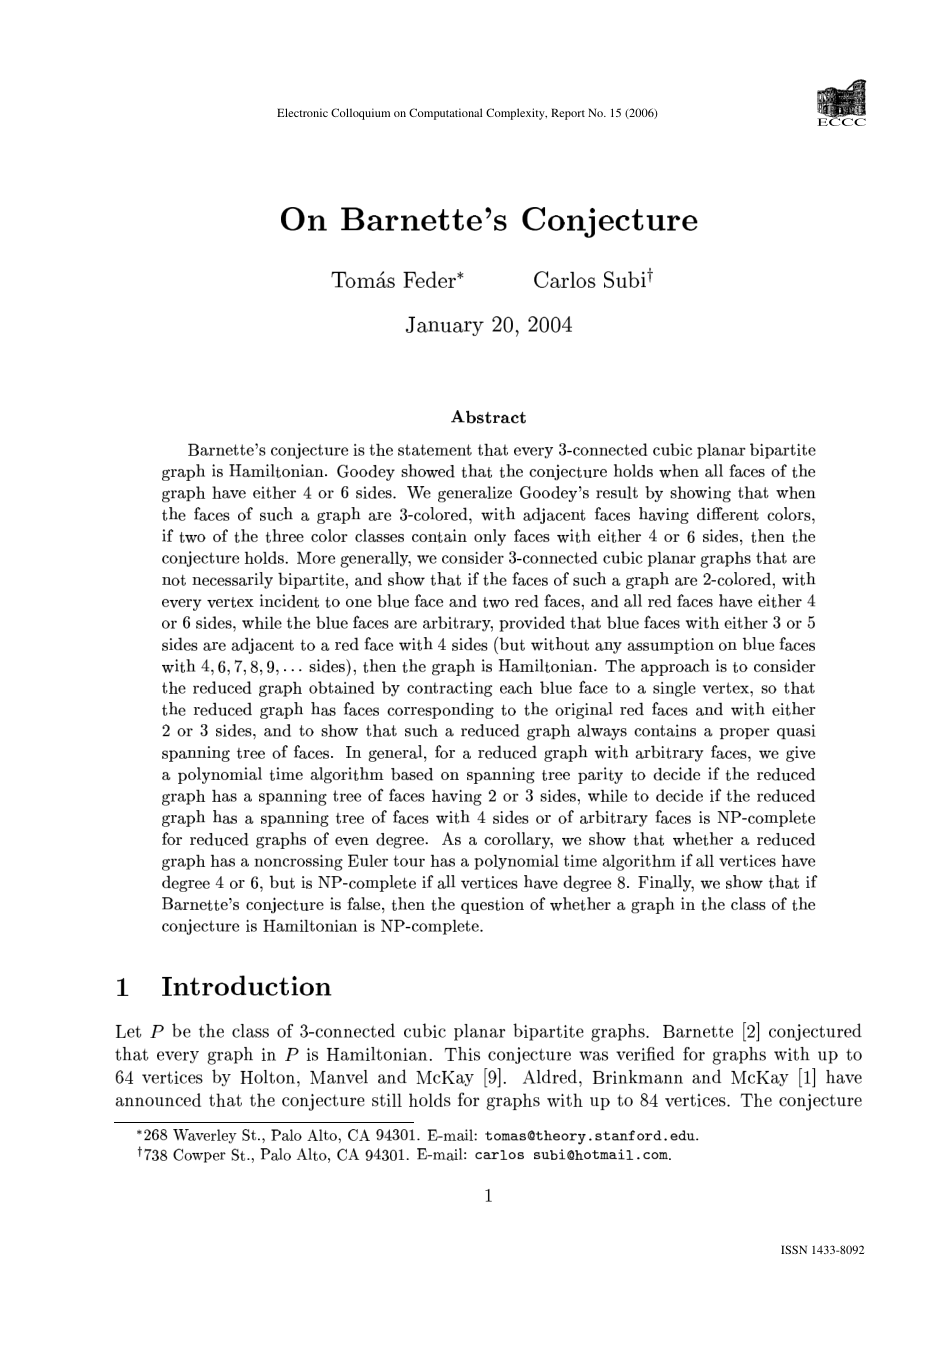 Electronic Colloquium on Computational Complexity, Report No. 15 (2006)
ECCC
On Barnette's Conjecture
Tomás Feder* Carlos Subi†
January 20, 2004
Abstract
Barnette's conjecture is the statement that every 3-connected cubic planar bipartite
graph is Hamiltonian. Goodey showed that the conjecture holds when all faces of the
graph have either 4 or 6 sides. We generalize Goodey's result by showing that when
the faces of such a graph are 3-colored, with adjacent faces having different colors,
if two of the three color classes contain only faces with either 4 or 6 sides, then the
conjecture holds. More generally, we consider 3-connected cubic planar graphs that are
not necessarily bipartite, and show that if the faces of such a graph are 2-colored, with
every vertex incident to one blue face and two red faces, and all red faces have either 4
or 6 sides, while the blue faces are arbitrary, provided that blue faces with either 3 or 5
sides are adjacent to a red face with 4 sides (but without any assumption on blue faces
with 4, 6, 7, 8, 9, . . . sides), then the graph is Hamiltonian. The approach is to consider
the reduced graph obtained by contracting each blue face to a single vertex, so that
the reduced graph has faces corresponding to the original red faces and with either
2 or 3 sides, and to show that such a reduced graph always contains a proper quasi
spanning tree of faces. In general, for a reduced graph with arbitrary faces, we give
a polynomial time algorithm based on spanning tree parity to decide if the reduced
graph has a spanning tree of faces having 2 or 3 sides, while to decide if the reduced
graph has a spanning tree of faces with 4 sides or of arbitrary faces is NP-complete
for reduced graphs of even degree. As a corollary, we show that whether a reduced
graph has a noncrossing Euler tour has a polynomial time algorithm if all vertices have
degree 4 or 6, but is NP-complete if all vertices have degree 8. Finally, we show that if
Barnette's conjecture is false, then the question of whether a graph in the class of the
conjecture is Hamiltonian is NP-complete.
1 Introduction
Let P be the class of 3-connected cubic planar bipartite graphs. Barnette [2] conjectured
that every graph in P is Hamiltonian. This conjecture was verified for graphs with up to
64 vertices by Holton, Manvel and McKay [9]. Aldred, Brinkmann and McKay [1] have
announced that the conjecture still holds for graphs with up to 84 vertices. The conjecture
*268 Waverley St., Palo Alto, CA 94301. E-mail: tomas@theory.stanford.edu.
†738 Cowper St., Palo Alto, CA 94301. E-mail: carlos subi@hotmail.com.
1
ISSN 1433-8092